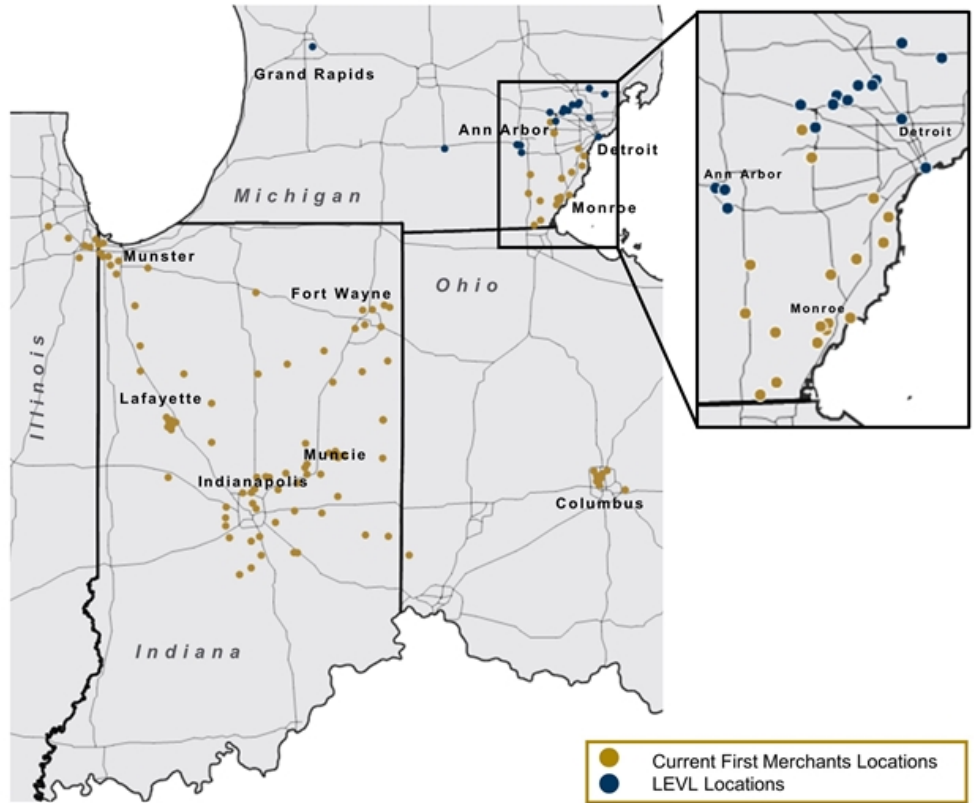 Grand Rapids
Ann Arbor
Detroit
Michigan
Monroe
Munster
Fort Wayne
Ohio
Illinois
Lafayette
Muncie
Indianapolis
Columbus
Indiana
Detroit
Ann Arbor
Monroe
Current First Merchants Locations
LEVL Locations